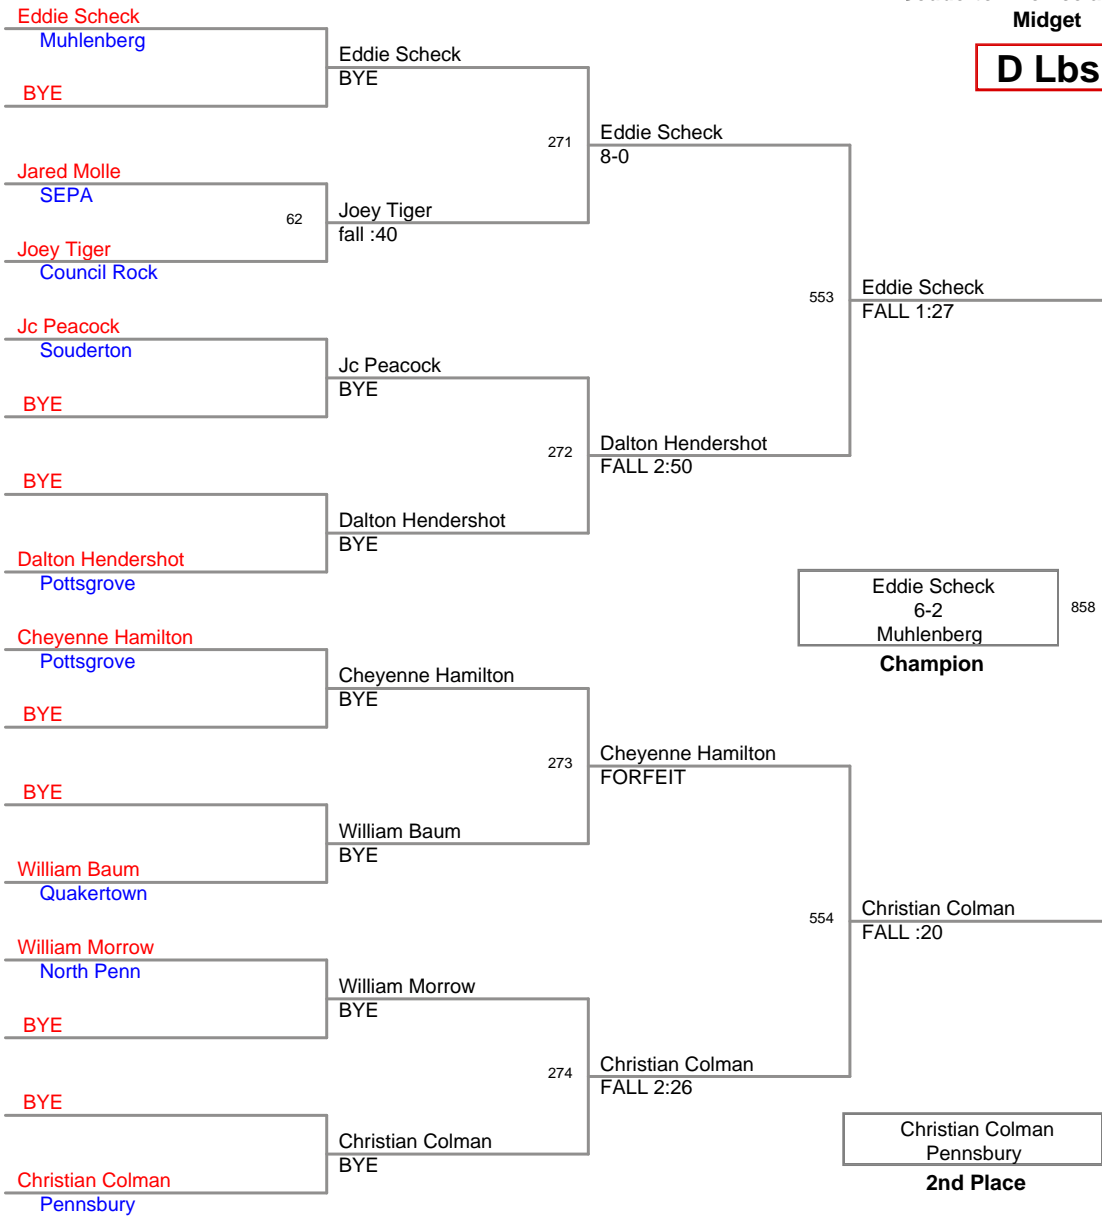 Midget
D Lbs
Eddie Scheck
Muhlenberg
BYE
Jared Molle
SEPA
Joey Tiger
Council Rock
Jc Peacock
Souderton
BYE
BYE
Dalton Hendershot
Pottsgrove
Cheyenne Hamilton
Pottsgrove
BYE
BYE
William Baum
Quakertown
William Morrow
North Penn
BYE
BYE
Christian Colman
Pennsbury
Eddie Scheck
BYE
62
Joey Tiger
fall :40
Jc Peacock
BYE
Dalton Hendershot
BYE
Cheyenne Hamilton
BYE
William Baum
BYE
William Morrow
BYE
Christian Colman
BYE
271
Eddie Scheck
8-0
272
Dalton Hendershot
FALL 2:50
273
Cheyenne Hamilton
FORFEIT
274
Christian Colman
FALL 2:26
553
Eddie Scheck
FALL 1:27
554
Christian Colman
FALL :20
Eddie Scheck
6-2
Muhlenberg
858
Champion
Christian Colman
Pennsbury
2nd Place